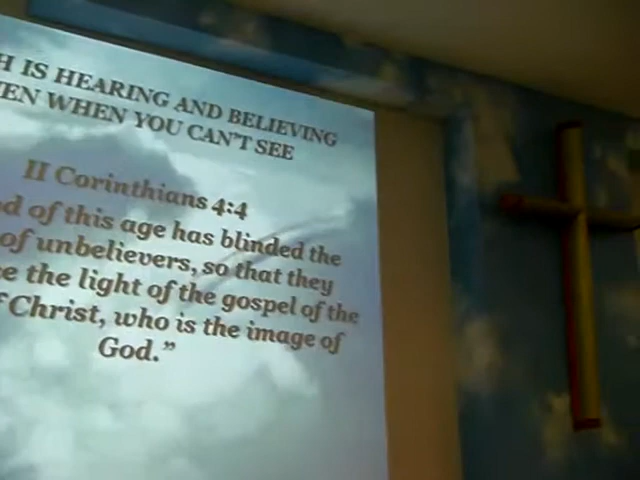 H IS HEARING AND BELIEVING
EN WHEN YOU CAN'T SEE
II Corinthians 4:4
d of this age has blinded the
of unbelievers, so that they
e the light of the gospel of the
f Christ, who is the image of
God."